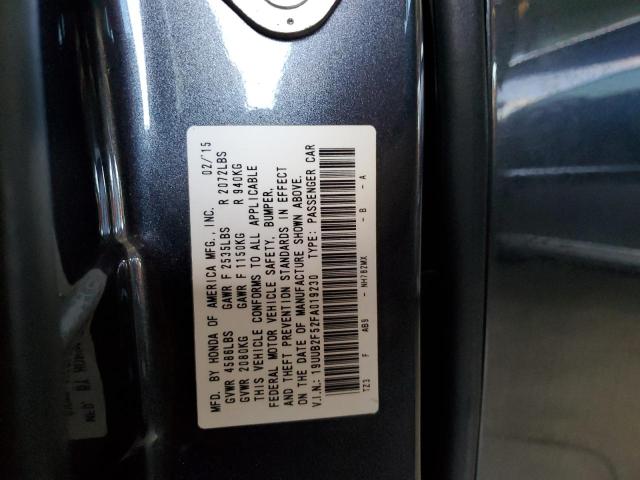 MFD. BY HONDA OF AMERICA MFG., INC. 02/15
GVWR 4586LBS GAWR F 2535LBS R 2072LBS
GVWR 2080KG GAWR F 1150KG R 940KG
THIS VEHICLE CONFORMS TO ALL APPLICABLE
FEDERAL MOTOR VEHICLE SAFETY, BUMPER,
AND THEFT PREVENTION STANDARDS IN EFFECT
ON THE DATE OF MANUFACTURE SHOWN ABOVE.
V.I.N.: 19UUB2F52FA019230 TYPE: PASSENGER CAR
TZ3 F AB9 - NH782MX - B - A